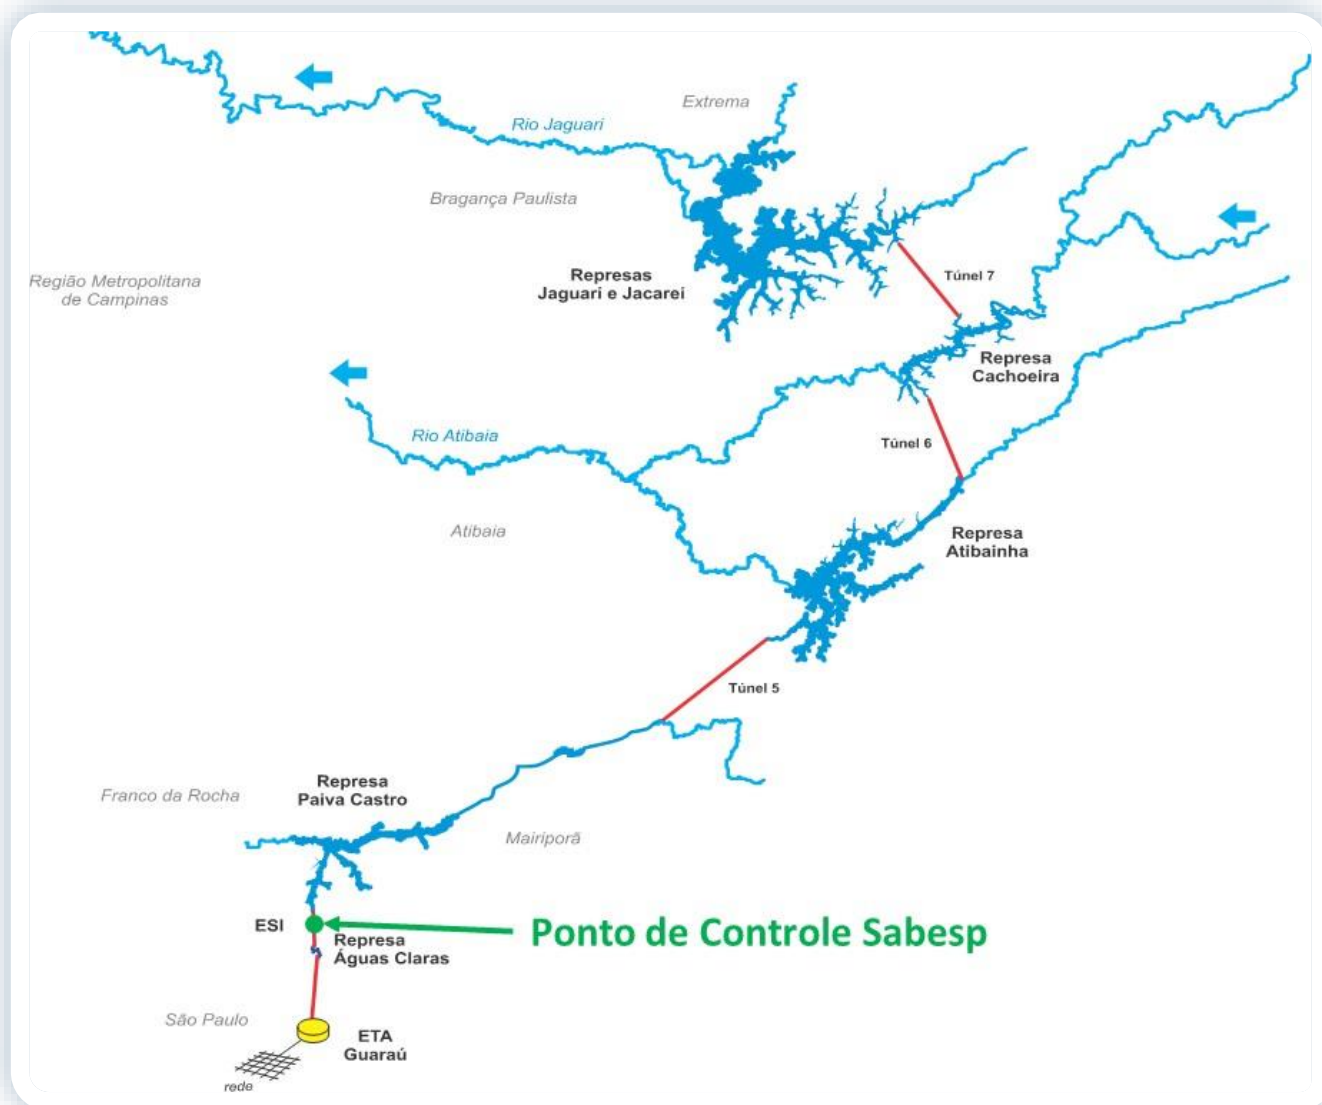 Extrema
Rio Jaguari
Bragança Paulista
Represas
Jaguari e Jacarei
Túnel 7
Região Metropolitana
de Campinas
Represa
Cachoeira
Rio Atibaia
Túnel 6
Atibaia
Represa
Atibainha
Túnel 5
Represa
Paiva Castro
Franco da Rocha
Mairiporã
ESI
Ponto de Controle Sabesp
Represa
Águas Claras
São Paulo
ETA
Guaraú
rede